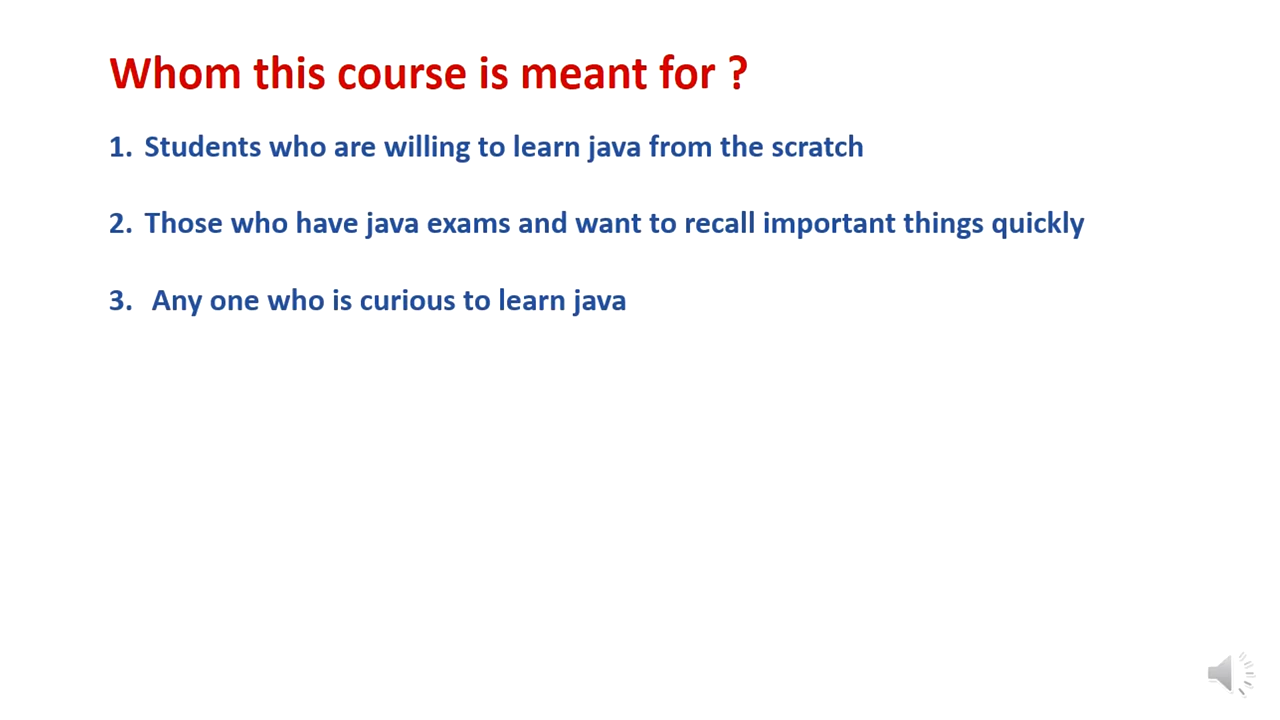 Whom this course is meant for ?
1. Students who are willing to learn java from the scratch
2. Those who have java exams and want to recall important things quickly
3. Any one who is curious to learn java